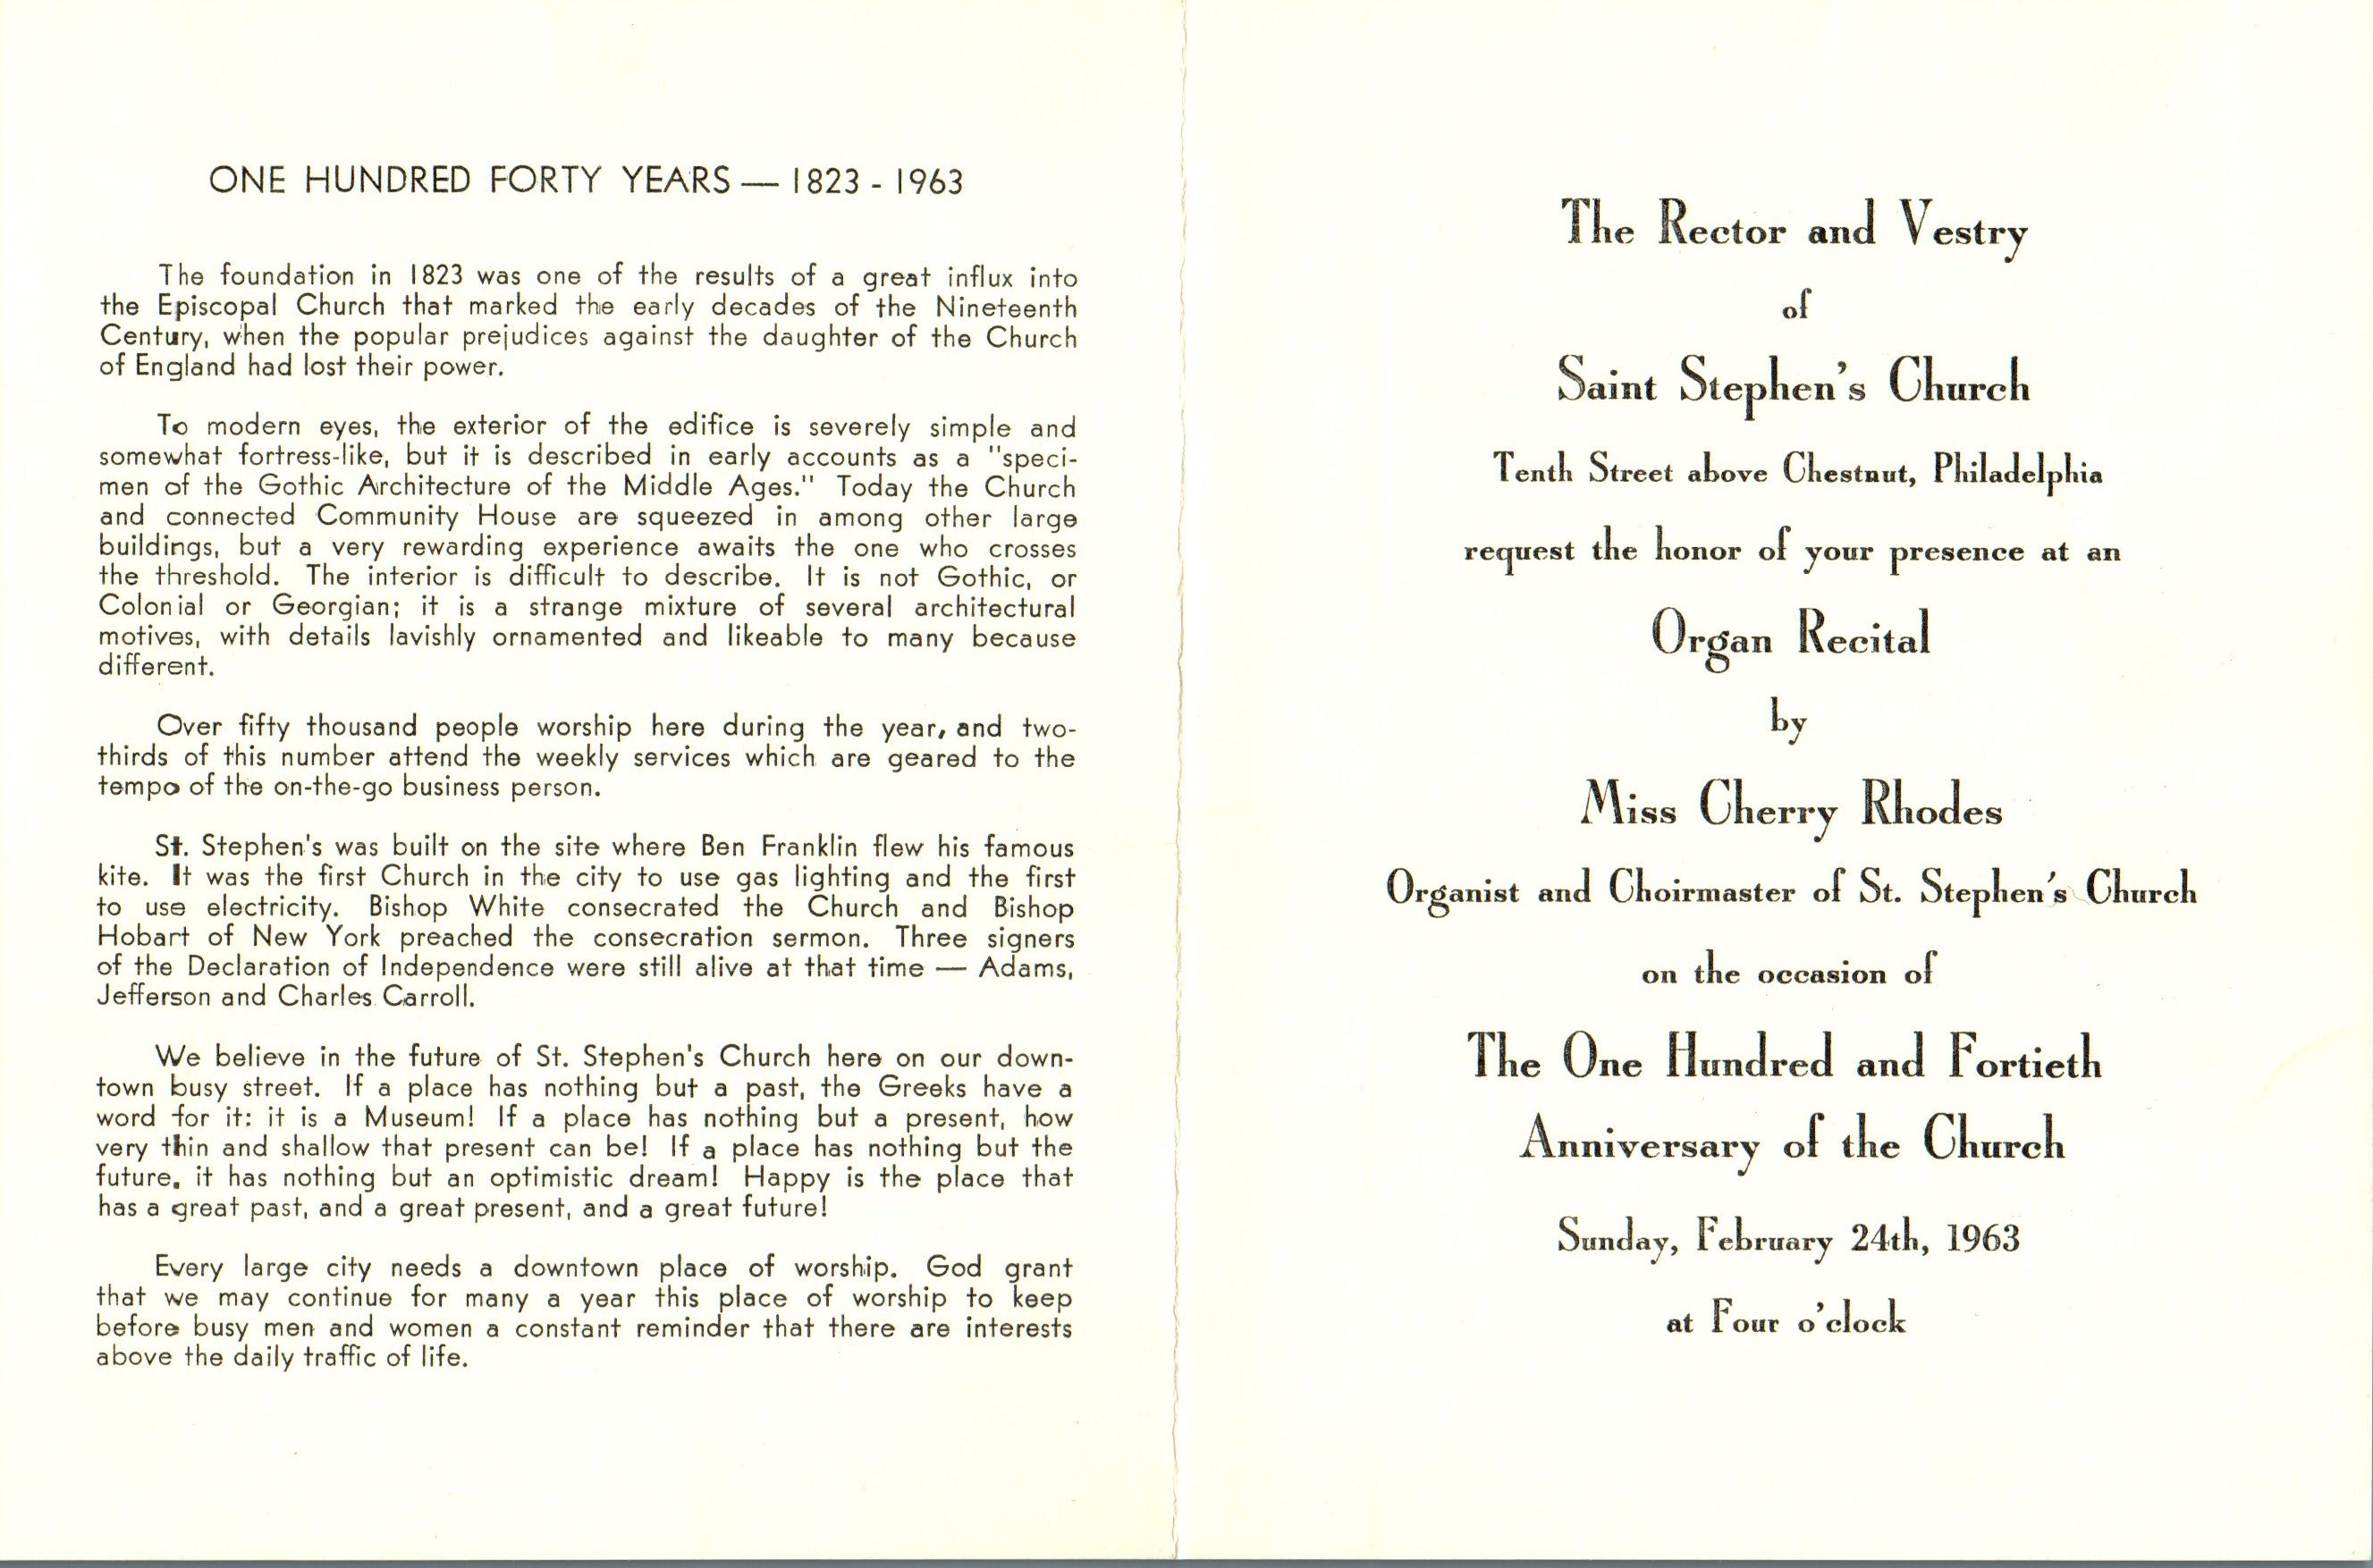 ONE HUNDRED FORTY YEARS — 1823 - 1963
The foundation in 1823 was one of the results of a great influx into
the Episcopal Church that marked the early decades of the Nineteenth
Century, when the popular prejudices against the daughter of the Church
of England had lost their power.
To modern eyes, the exterior of the edifice is severely simple and
somewhat fortress-like, but it is described in early accounts as a "speci-
men of the Gothic Architecture of the Middle Ages." Today the Church
and connected Community House are squeezed in among other large
buildings, but a very rewarding experience awaits the one who crosses
the threshold. The interior is difficult to describe. It is not Gothic, or
Colonial or Georgian; it is a strange mixture of several architectural
motives, with details lavishly ornamented and likeable to many because
different.
Over fifty thousand people worship here during the year, and two-
thirds of this number attend the weekly services which are geared to the
tempo of the on-the-go business person.
St. Stephen's was built on the site where Ben Franklin flew his famous
kite. It was the first Church in the city to use gas lighting and the first
to use electricity. Bishop White consecrated the Church and Bishop
Hobart of New York preached the consecration sermon. Three signers
of the Declaration of Independence were still alive at that time — Adams,
Jefferson and Charles Carroll.
We believe in the future of St. Stephen's Church here on our down-
town busy street. If a place has nothing but a past, the Greeks have a
word for it: it is a Museum! If a place has nothing but a present, how
very thin and shallow that present can be! If a place has nothing but the
future, it has nothing but an optimistic dream! Happy is the place that
has a great past, and a great present, and a great future!
Every large city needs a downtown place of worship. God grant
that we may continue for many a year this place of worship to keep
before busy men and women a constant reminder that there are interests
above the daily traffic of life.
The Rector and Vestry
of
Saint Stephen's Church
Tenth Street above Chestnut, Philadelphia
request the honor of your presence at an
Organ Recital
by
Miss Cherry Rhodes
Organist and Choirmaster of St. Stephen's Church
on the occasion of
The One Hundred and Fortieth
Anniversary of the Church
Sunday, February 24th, 1963
at Four o'clock